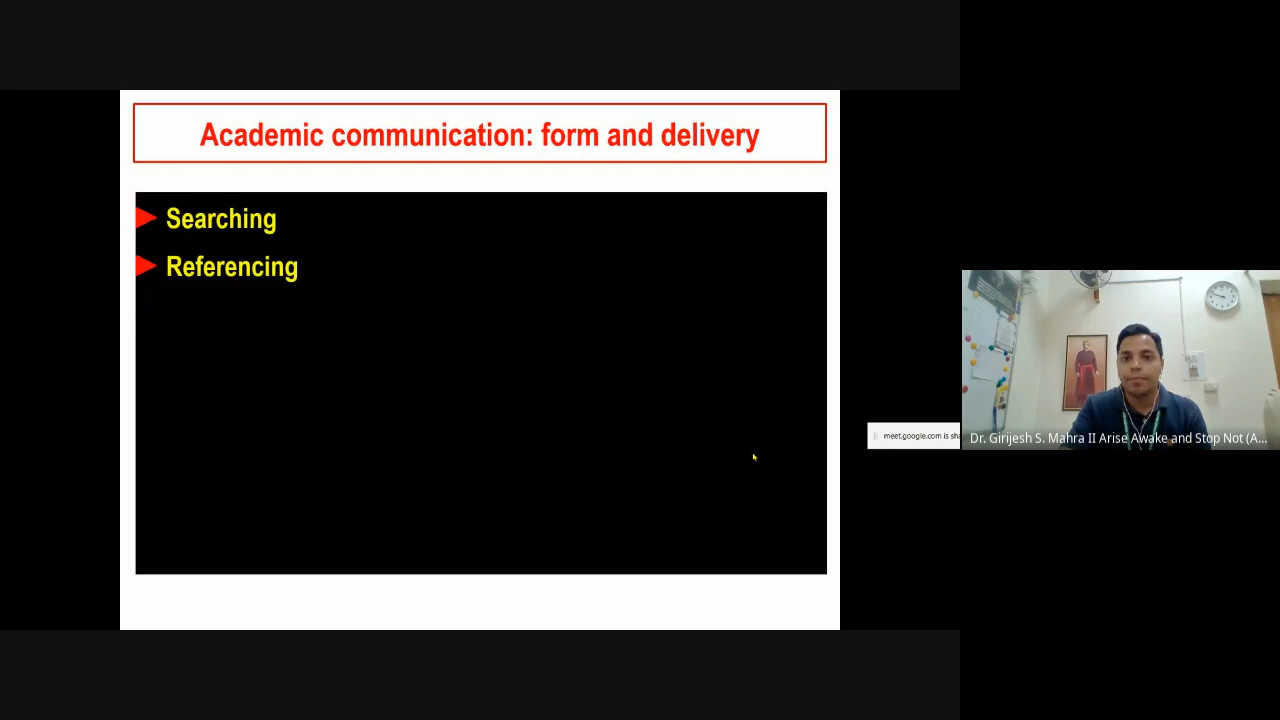 Academic communication: form and delivery
Searching
Referencing
meet.google.com is sha
Dr. Girijesh S. Mahra II Arise Awake and Stop Not (A...